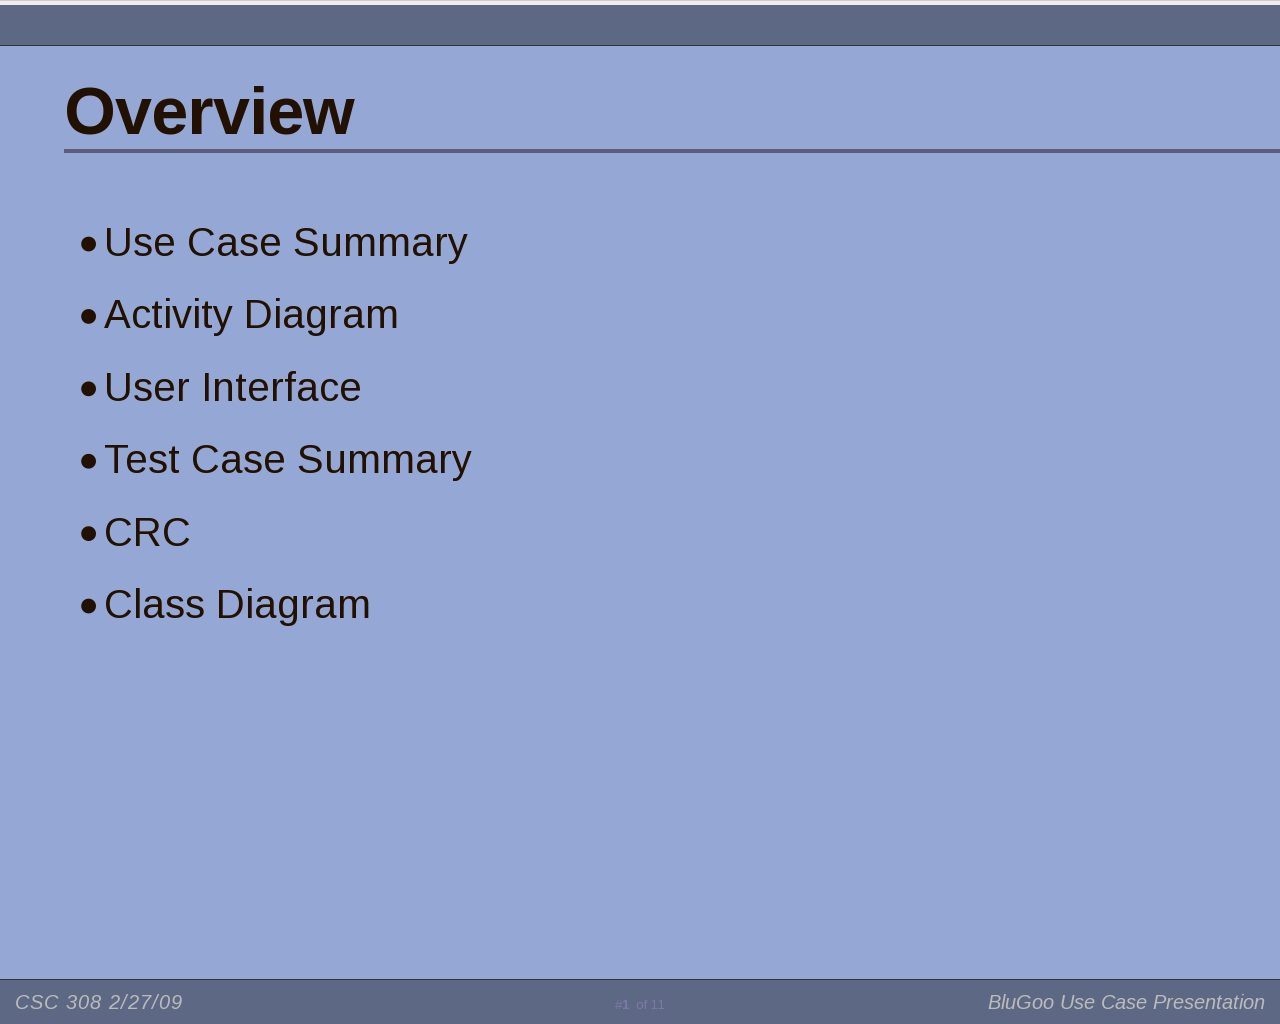 Overview
● Use Case Summary
● Activity Diagram
● User Interface
● Test Case Summary
● CRC
● Class Diagram
CSC 308 2/27/09
#1 of 11
BluGoo Use Case Presentation